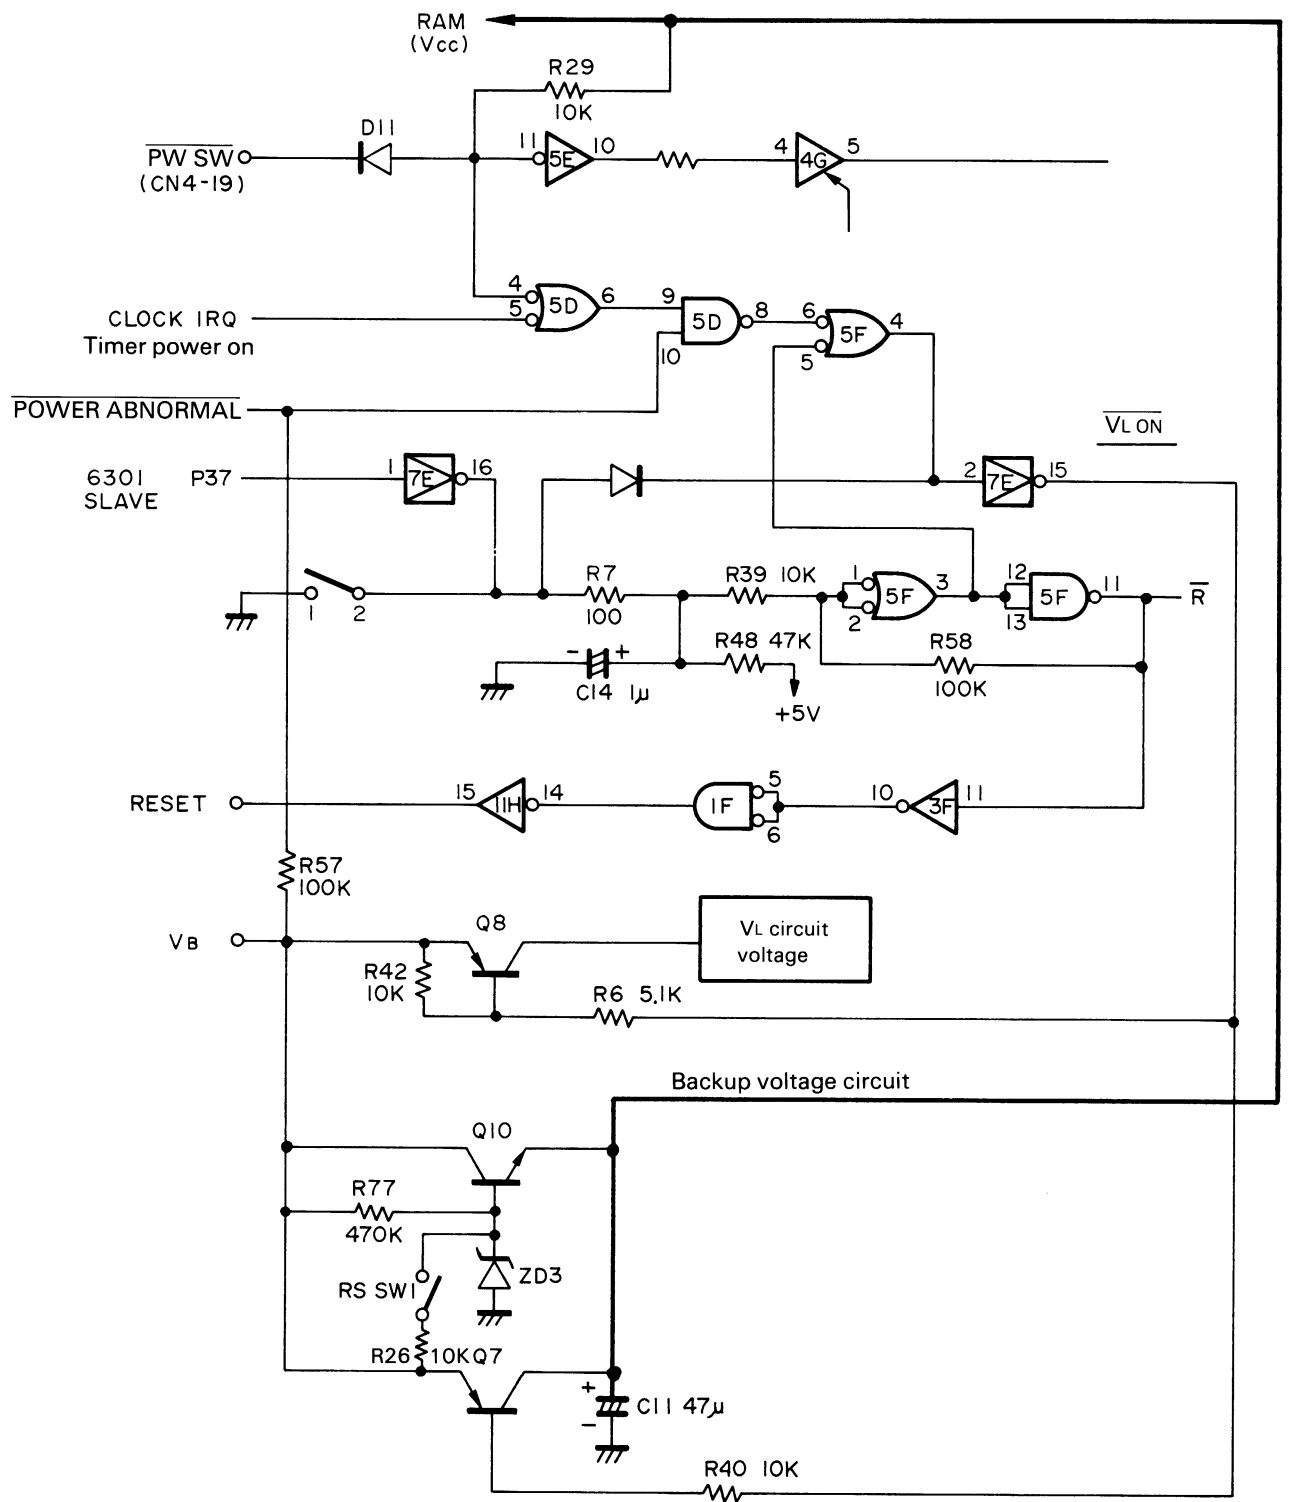 RAM
(Vcc)
R29
10K
D11
PW SW
(CN4-19)
11
5E
10
4
4G
5
4
5
5D
6
9
10
5D
8
6
5
5F
4
CLOCK IRQ
Timer power on
POWER ABNORMAL
VL ON
6301
SLAVE
P37
1
7E
16
2
7E
15
1
2
R7
100
R39 10K
1
2
5F
3
12
13
5F
11
R
R48 47K
+5V
R58
100K
-
+
C14 1μ
RESET
15
11H
14
1F
5
6
10
3F
11
R57
100K
VB
Q8
VL circuit
voltage
R42
10K
R6 5.1K
Backup voltage circuit
Q10
R77
470K
RS SW1
ZD3
R26 10K
Q7
+
-
C11 47μ
R40 10K